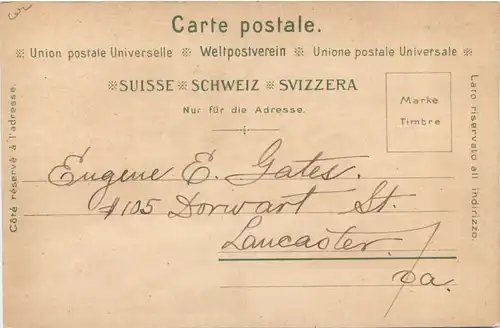 Carte postale.
※ Union postale Universelle ※ Weltpostverein ※ Unione postale Universale ※
※ SUISSE ※ SCHWEIZ ※ SVIZZERA
Nur für die Adresse.
Marke
Timbre
Côté réservé à l'adresse.
Lato riservato all indirizzo.
Eugene E. Gates.
#105 Dorwart St.
Lancaster.
Pa.